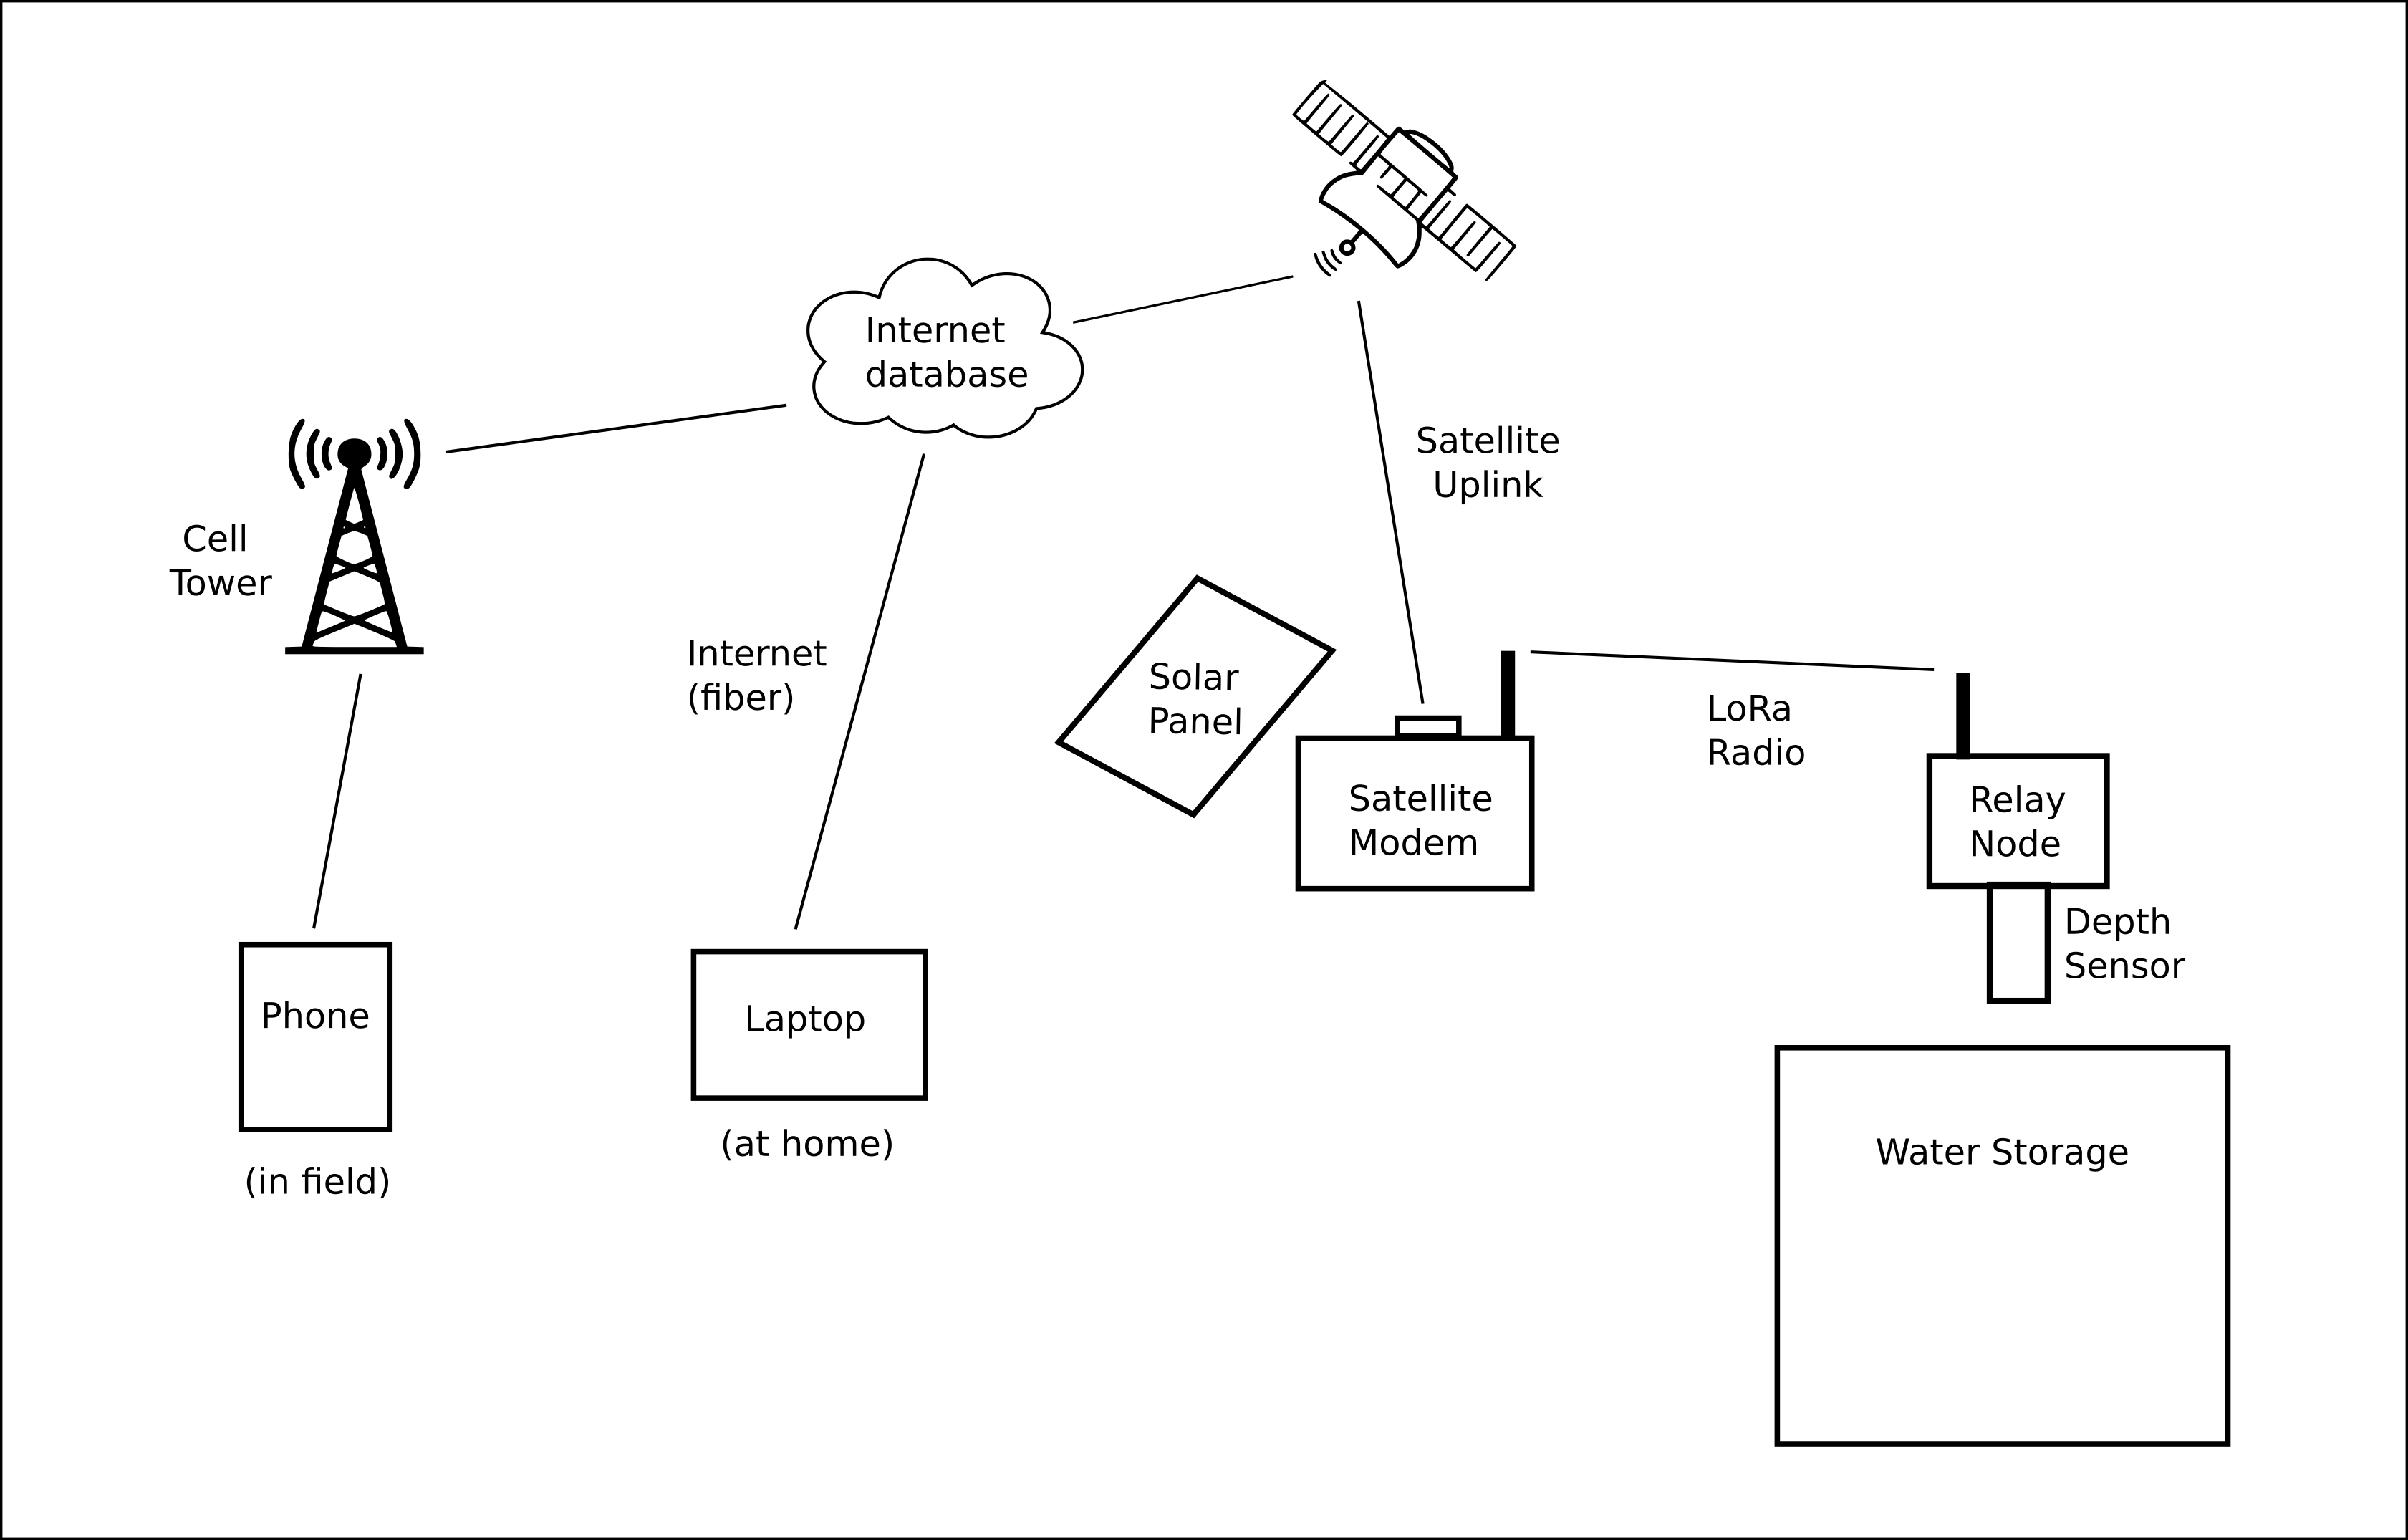 Internet
database
Satellite
Uplink
Cell
Tower
Internet
(fiber)
Solar
Panel
LoRa
Radio
Satellite
Modem
Relay
Node
Depth
Sensor
Phone
Laptop
(at home)
(in field)
Water Storage